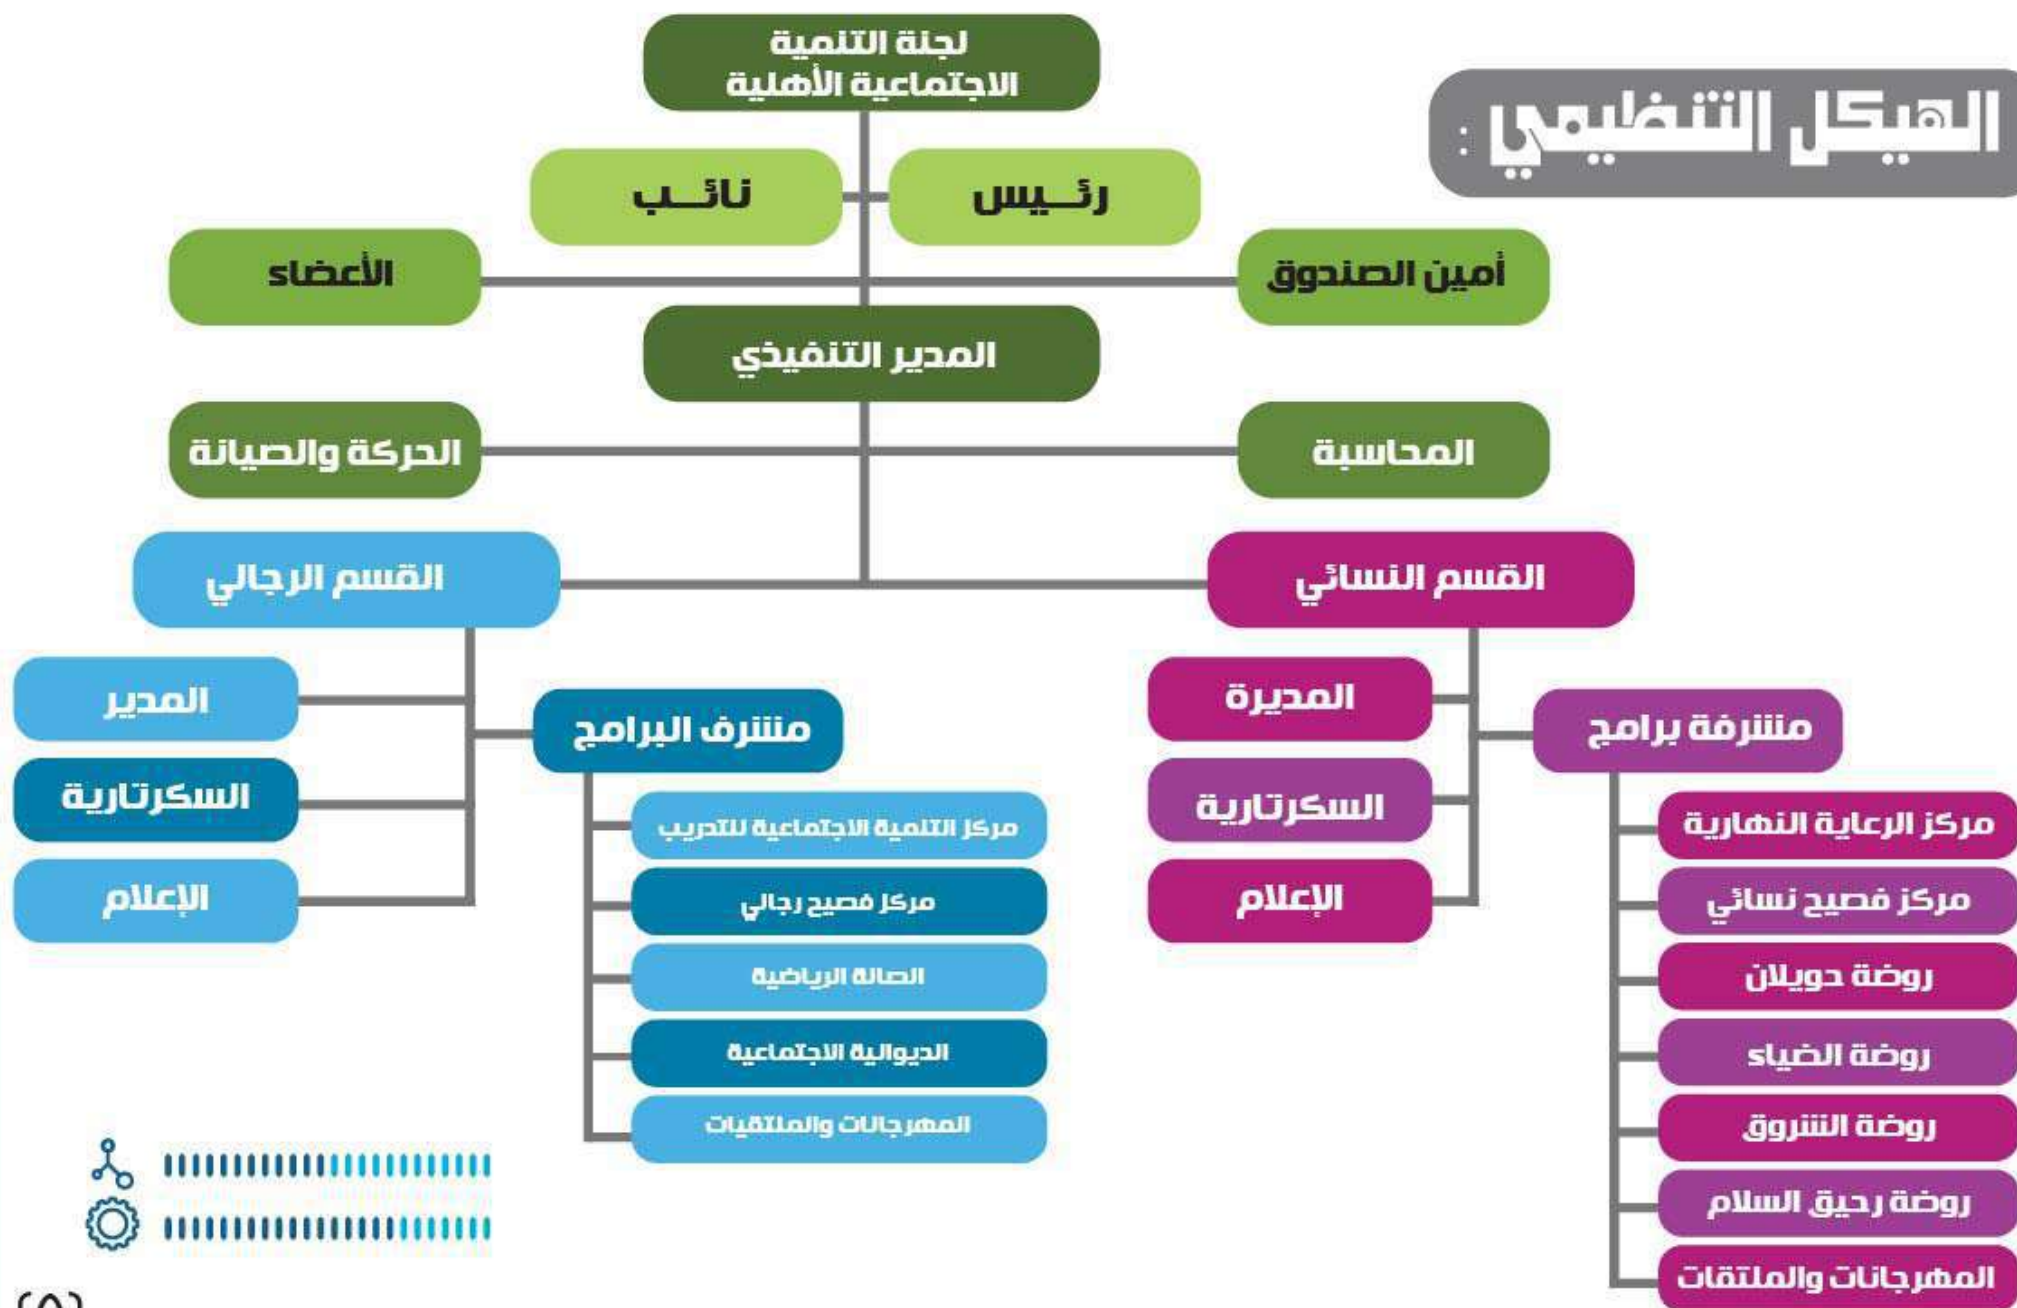 الهيكل التنظيمي :
لجنة التنمية
الاجتماعية الأهلية
رئـــيس
نائـــب
أمين الصندوق
الأعضاء
المدير التنفيذي
المحاسبة
الحركة والصيانة
القسم النسائي
القسم الرجالي
المديرة
السكرتارية
الإعلام
مشرفة برامج
مركز الرعاية النهارية
مركز فصيح نسائي
روضة حويلان
روضة الضياء
روضة الشروق
روضة رحيق السلام
المهرجانات والملتقات
المدير
السكرتارية
الإعلام
مشرف البرامج
مركز التنمية الاجتماعية للتدريب
مركز فصيح رجالي
الصالة الرياضية
الديوالية الاجتماعية
المهرجانات والملتقيات
(٨)